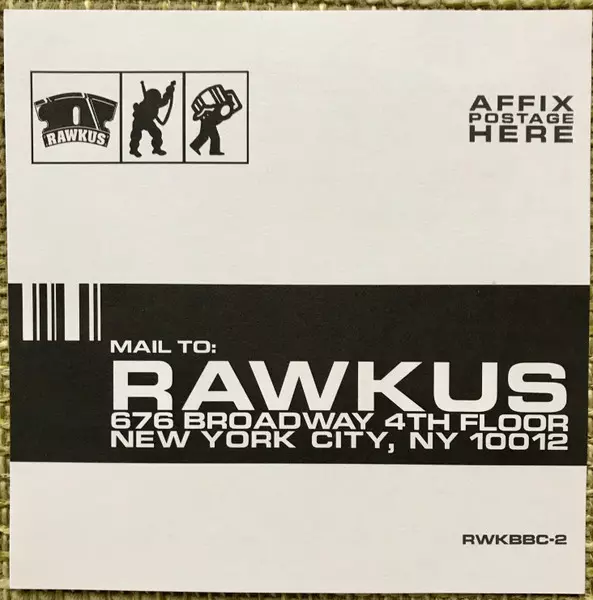 RAWKUS
AFFIX
POSTAGE
HERE
MAIL TO:
RAWKUS
676 BROADWAY 4TH FLOOR
NEW YORK CITY, NY 10012
RWKBBC-2